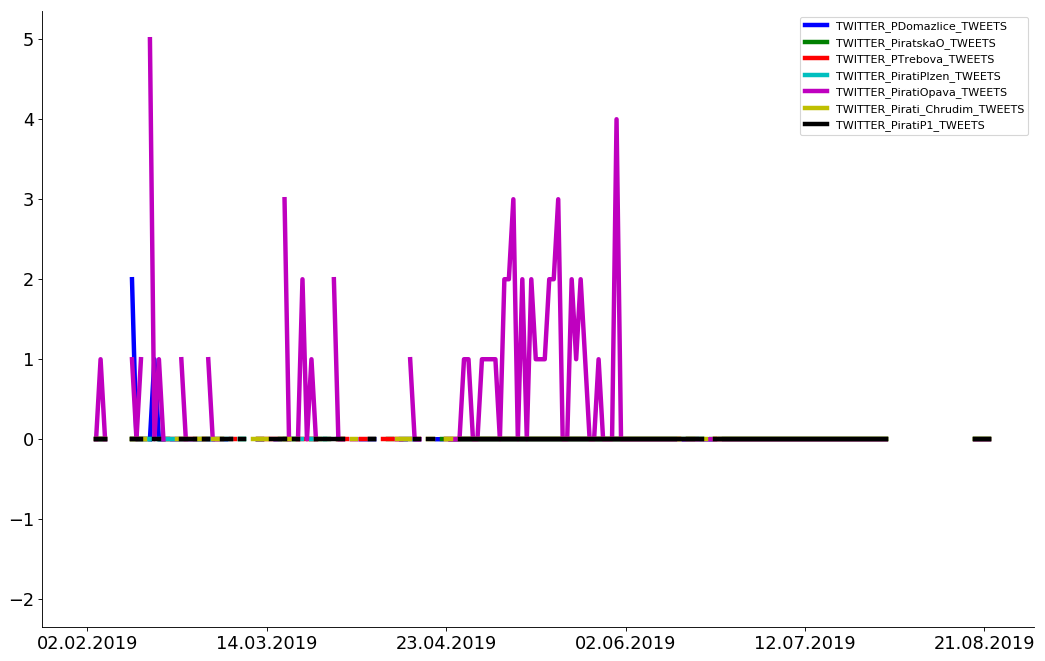 TWITTER_PDomazlice_TWEETS
TWITTER_PiratskaO_TWEETS
TWITTER_PTrebova_TWEETS
TWITTER_PiratiPlzen_TWEETS
TWITTER_PiratiOpava_TWEETS
TWITTER_Pirati_Chrudim_TWEETS
TWITTER_PiratiP1_TWEETS
5
4
3
2
1
0
−1
−2
02.02.2019 14.03.2019 23.04.2019 02.06.2019 12.07.2019 21.08.2019